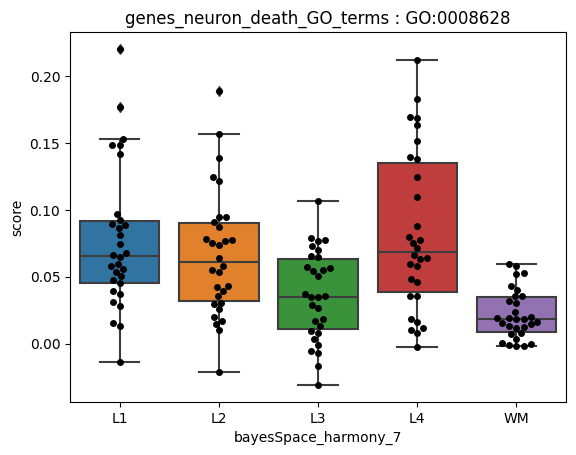 genes_neuron_death_GO_terms : GO:0008628
score
0.20
0.15
0.10
0.05
0.00
L1 L2 L3 L4 WM
bayesSpace_harmony_7